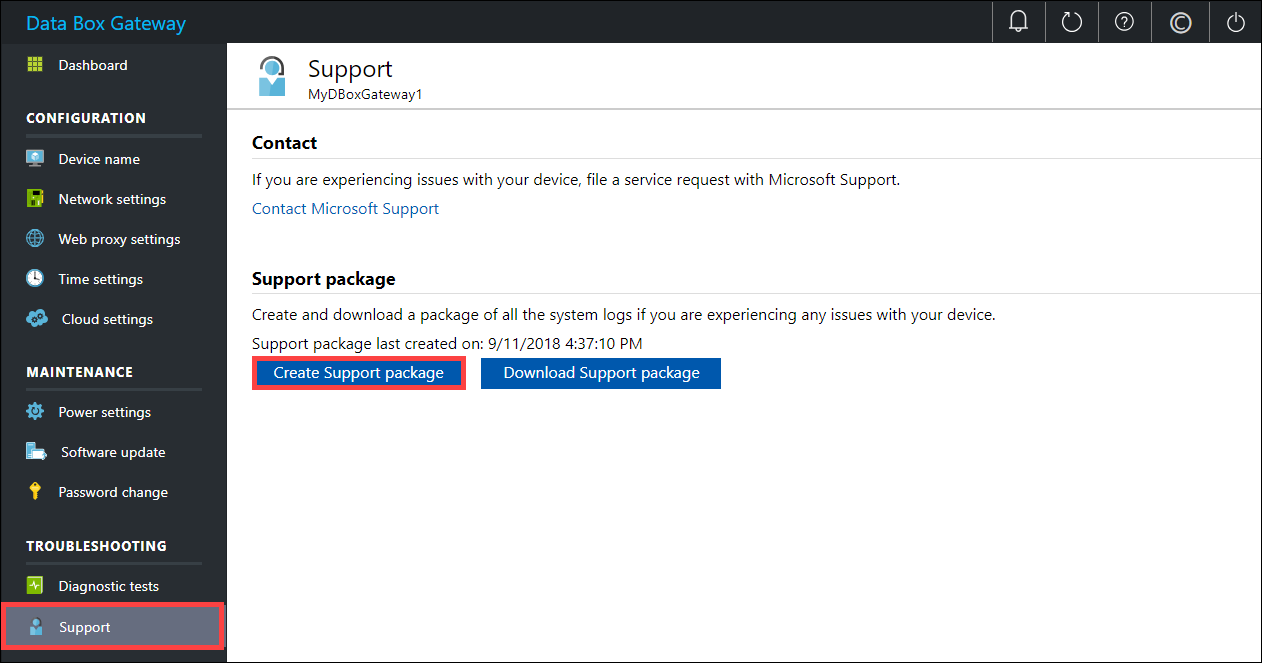 Data Box Gateway
Dashboard
CONFIGURATION
Device name
Network settings
Web proxy settings
Time settings
Cloud settings
MAINTENANCE
Power settings
Software update
Password change
TROUBLESHOOTING
Diagnostic tests
Support
Support
MyDBoxGateway1
Contact
If you are experiencing issues with your device, file a service request with Microsoft Support.
Contact Microsoft Support
Support package
Create and download a package of all the system logs if you are experiencing any issues with your device.
Support package last created on: 9/11/2018 4:37:10 PM
Create Support package Download Support package